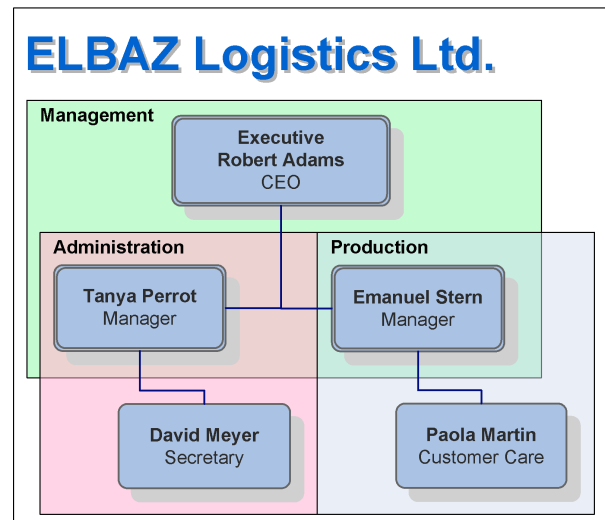 ELBAZ Logistics Ltd.
Management
Executive
Robert Adams
CEO
Administration
Production
Tanya Perrot
Manager
Emanuel Stern
Manager
David Meyer
Secretary
Paola Martin
Customer Care